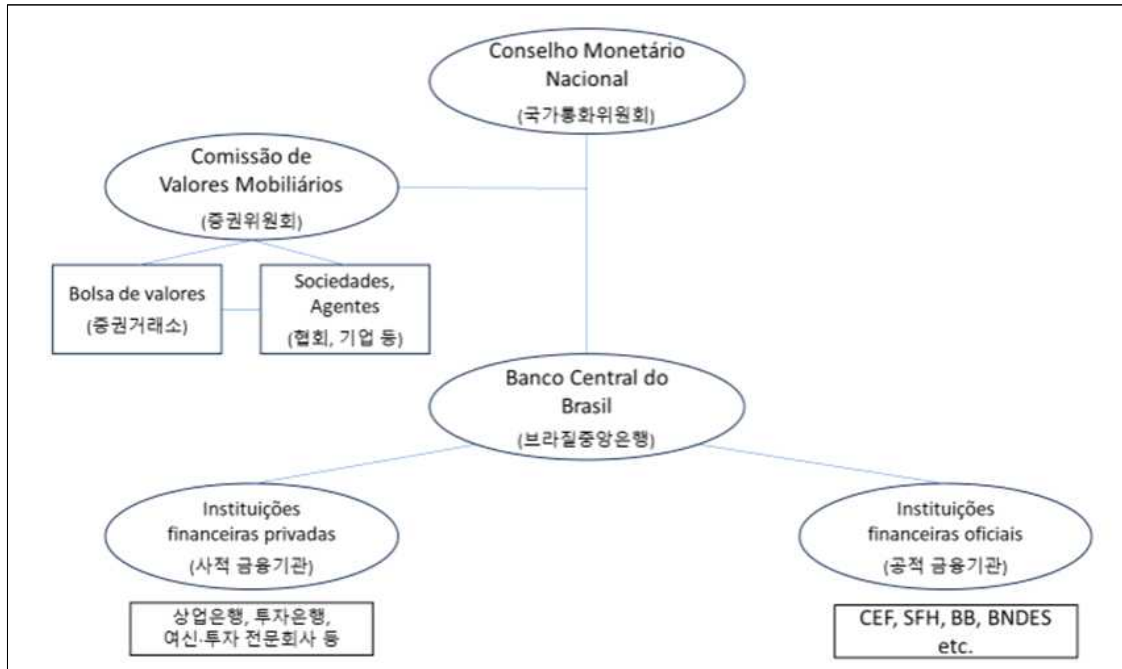 Conselho Monetário
Nacional
(국가통화위원회)
Comissão de
Valores Mobiliários
(증권위원회)
Bolsa de valores
(증권거래소)
Sociedades,
Agentes
(협회, 기업 등)
Banco Central do
Brasil
(브라질중앙은행)
Instituições
financeiras privadas
(사적 금융기관)
상업은행, 투자은행,
여신·투자 전문회사 등
Instituições
financeiras oficiais
(공적 금융기관)
CEF, SFH, BB, BNDES
etc.